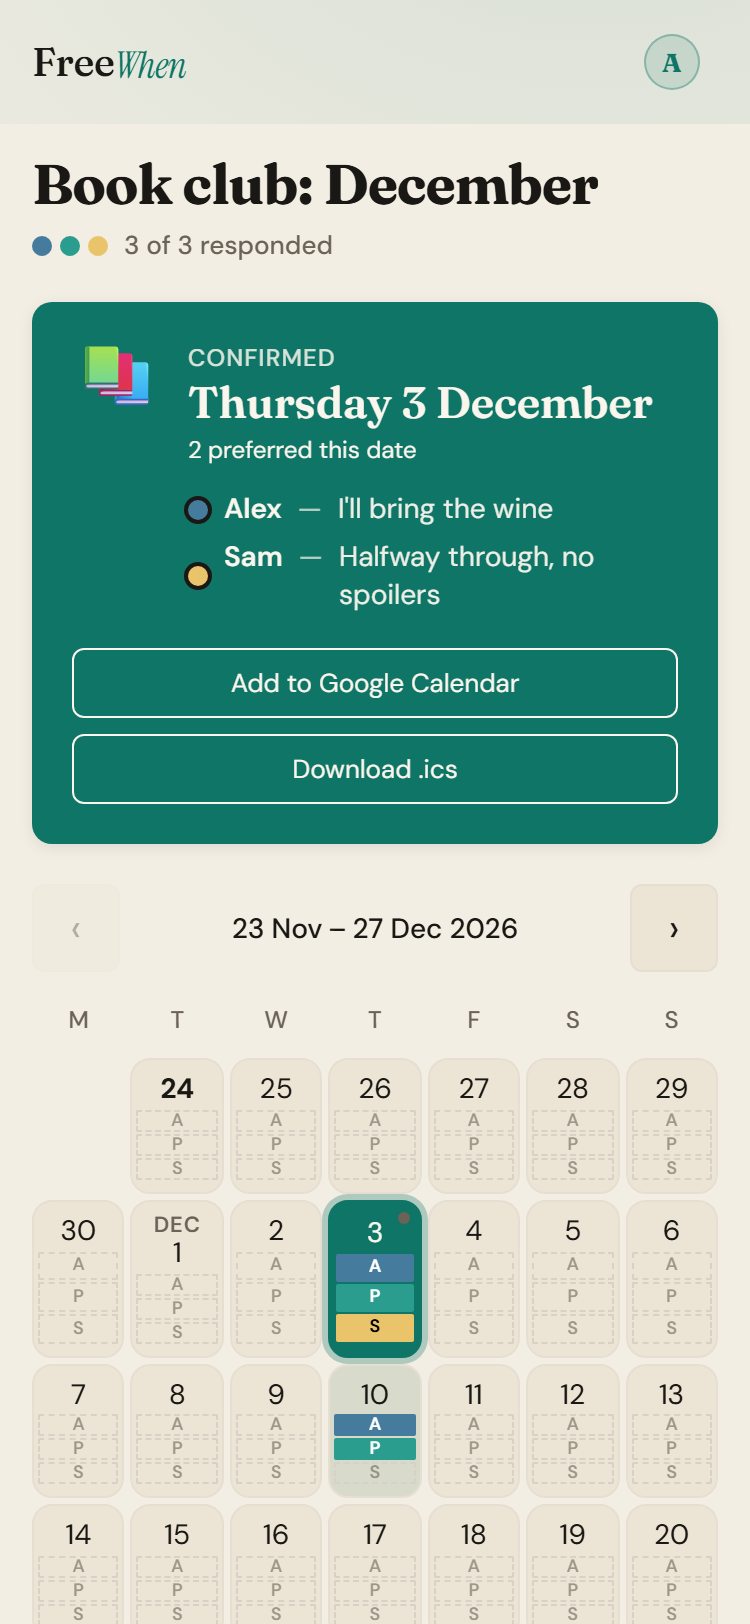 FreeWhen
A
Book club: December
3 of 3 responded
CONFIRMED
Thursday 3 December
2 preferred this date
Alex — I'll bring the wine
Sam — Halfway through, no
spoilers
Add to Google Calendar
Download .ics
‹ 23 Nov – 27 Dec 2026 ›
M T W T F S S
24 25 26 27 28 29
A A A A A A
P P P P P P
S S S S S S
30 DEC 1 2 3 4 5 6
A A A A A A A
P P P P P P P
S S S S S S S
7 8 9 10 11 12 13
A A A A A A A
P P P P P P P
S S S S S S S
14 15 16 17 18 19 20
A A A A A A A
P P P P P P P
S S S S S S S